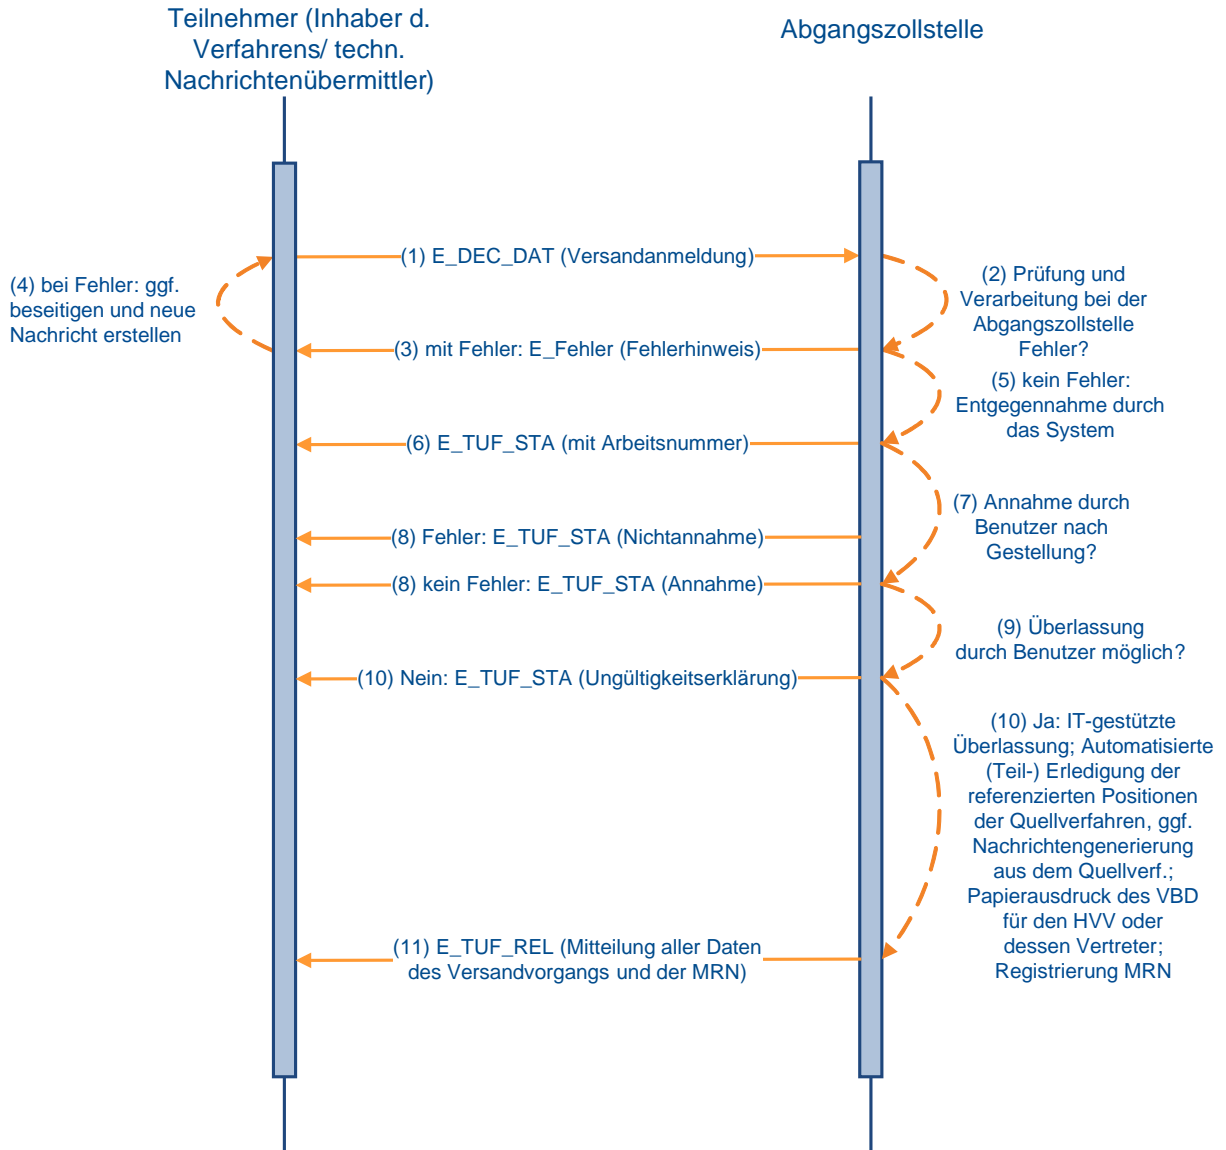 Teilnehmer (Inhaber d.
Verfahrens/ techn.
Nachrichtenübermittler)
Abgangszollstelle
(1) E_DEC_DAT (Versandanmeldung)
(2) Prüfung und
Verarbeitung bei der
Abgangszollstelle
Fehler?
(4) bei Fehler: ggf.
beseitigen und neue
Nachricht erstellen
(3) mit Fehler: E_Fehler (Fehlerhinweis)
(5) kein Fehler:
Entgegennahme durch
das System
(6) E_TUF_STA (mit Arbeitsnummer)
(7) Annahme durch
Benutzer nach
Gestellung?
(8) Fehler: E_TUF_STA (Nichtannahme)
(8) kein Fehler: E_TUF_STA (Annahme)
(9) Überlassung
durch Benutzer möglich?
(10) Nein: E_TUF_STA (Ungültigkeitserklärung)
(10) Ja: IT-gestützte
Überlassung; Automatisierte
(Teil-) Erledigung der
referenzierten Positionen
der Quellverfahren, ggf.
Nachrichtengenerierung
aus dem Quellverf.;
Papierausdruck des VBD
für den HVV oder
dessen Vertreter;
Registrierung MRN
(11) E_TUF_REL (Mitteilung aller Daten
des Versandvorgangs und der MRN)